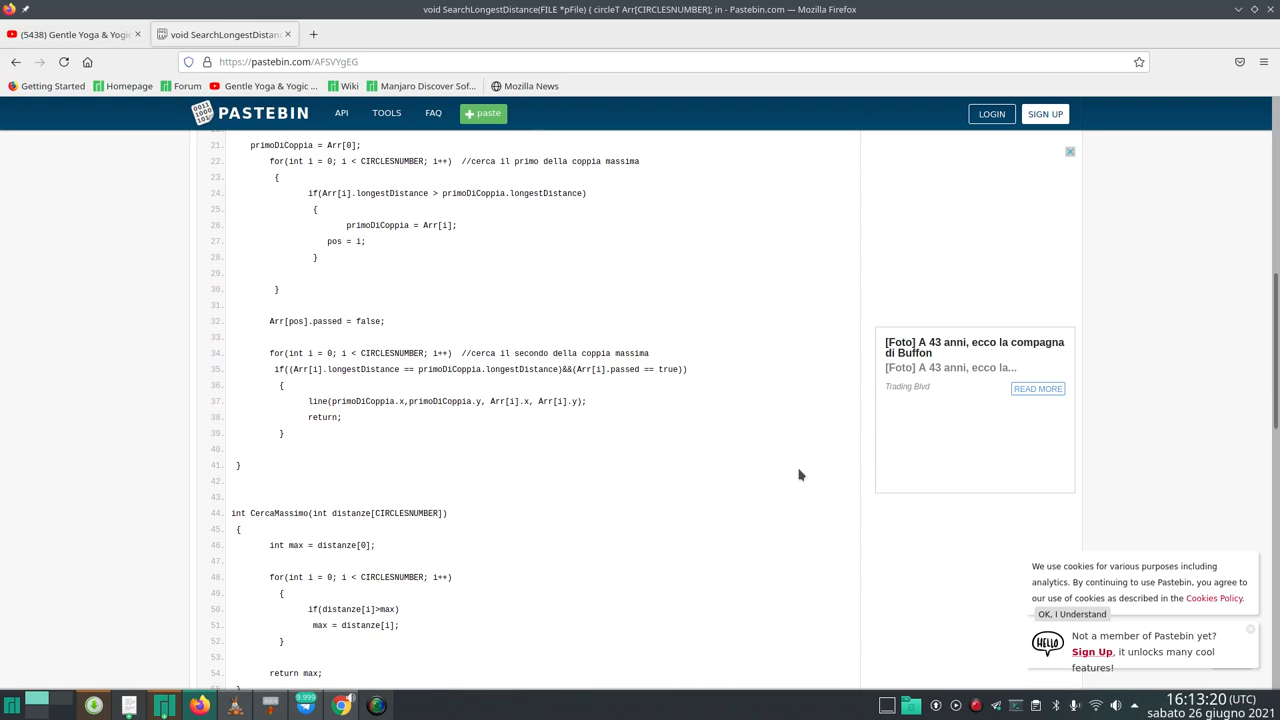 void SearchLongestDistance(FILE *pFile) { circleT Arr[CIRCLESNUMBER]; in - Pastebin.com — Mozilla Firefox
(5438) Gentle Yoga & Yogic
void SearchLongestDistan
https://pastebin.com/AFSVYgEG
Getting Started
Homepage
Forum
Gentle Yoga & Yogic ...
Wiki
Manjaro Discover Sof...
Mozilla News
PASTEBIN
API
TOOLS
FAQ
paste
LOGIN
SIGN UP
21. primoDiCoppia = Arr[0];
22. for(int i = 0; i < CIRCLESNUMBER; i++)  //cerca il primo della coppia massima
23. {
24. if(Arr[i].longestDistance > primoDiCoppia.longestDistance)
25. {
26. primoDiCoppia = Arr[i];
27. pos = i;
28. }
29.
30. }
31.
32. Arr[pos].passed = false;
33.
34. for(int i = 0; i < CIRCLESNUMBER; i++)  //cerca il secondo della coppia massima
35. if((Arr[i].longestDistance == primoDiCoppia.longestDistance)&&(Arr[i].passed == true))
36. {
37. line(primoDiCoppia.x,primoDiCoppia.y, Arr[i].x, Arr[i].y);
38. return;
39. }
40.
41. }
42.
43.
44. int CercaMassimo(int distanze[CIRCLESNUMBER])
45. {
46. int max = distanze[0];
47.
48. for(int i = 0; i < CIRCLESNUMBER; i++)
49. {
50. if(distanze[i]>max)
51. max = distanze[i];
52. }
53.
54. return max;
[Foto] A 43 anni, ecco la compagna
di Buffon
[Foto] A 43 anni, ecco la...
Trading Blvd
READ MORE
We use cookies for various purposes including
analytics. By continuing to use Pastebin, you agree to
our use of cookies as described in the Cookies Policy.
OK, I Understand
HELLO
Not a member of Pastebin yet?
Sign Up, it unlocks many cool
features!
9,999
16:13:20 (UTC)
sabato 26 giugno 2021